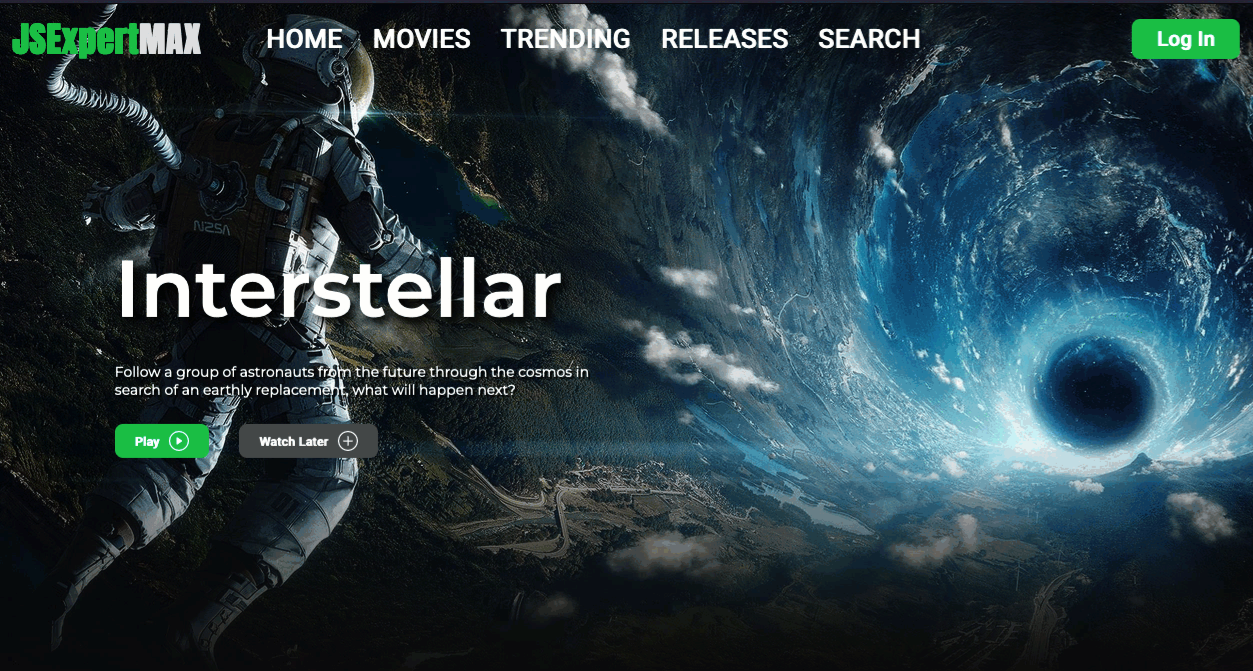 JSExpertMAX
HOME MOVIES TRENDING RELEASES SEARCH
Log In
Interstellar
Follow a group of astronauts from the future through the cosmos in
search of an earthly replacement, what will happen next?
Play
Watch Later